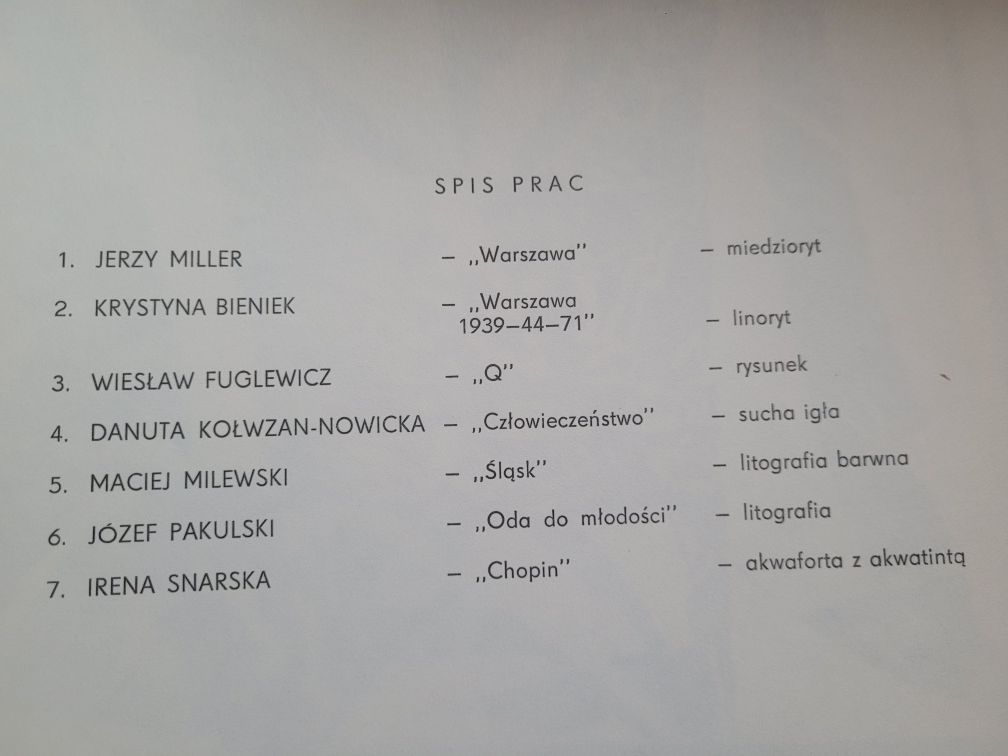 SPIS PRAC
1. JERZY MILLER – „Warszawa” – miedzioryt
2. KRYSTYNA BIENIEK – „Warszawa
1939–44–71” – linoryt
3. WIESŁAW FUGLEWICZ – „Q” – rysunek
4. DANUTA KOŁWZAN-NOWICKA – „Człowieczeństwo” – sucha igła
5. MACIEJ MILEWSKI – „Śląsk” – litografia barwna
6. JÓZEF PAKULSKI – „Oda do młodości” – litografia
7. IRENA SNARSKA – „Chopin” – akwaforta z akwatintą